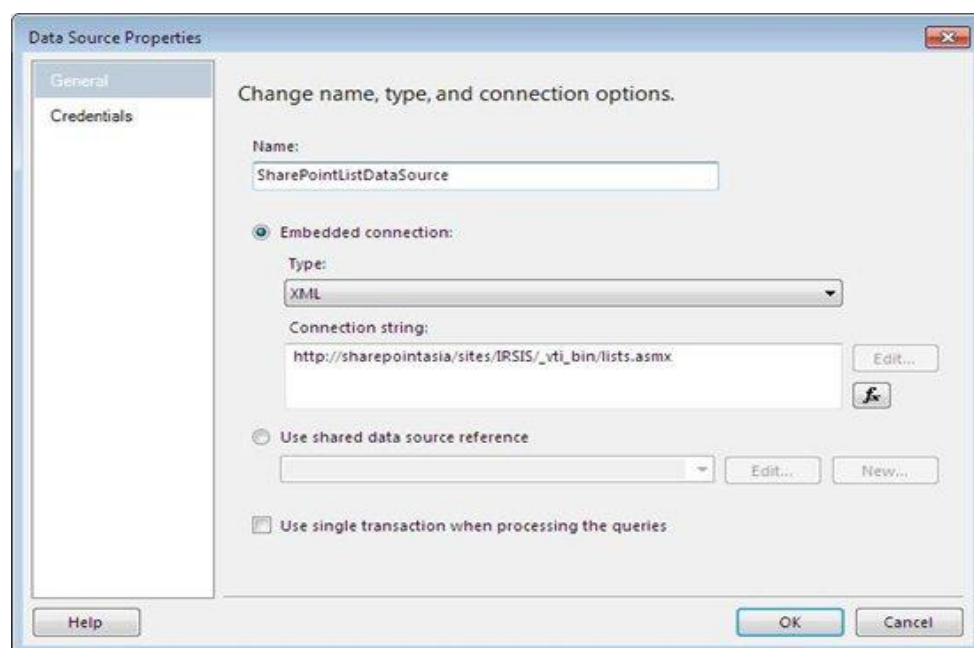 Data Source Properties
General
Credentials
Change name, type, and connection options.
Name:
SharePointListDataSource
Embedded connection:
Type:
XML
Connection string:
http://sharepointasia/sites/IRSIS/_vti_bin/lists.asmx
Edit...
fx
Use shared data source reference
Edit...
New...
Use single transaction when processing the queries
Help
OK
Cancel